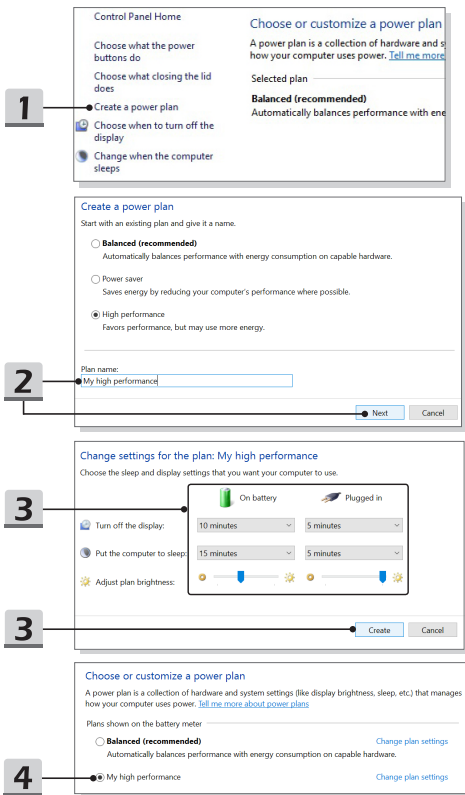 Control Panel Home
Choose what the power
buttons do
Choose what closing the lid
does
Create a power plan
Choose when to turn off the
display
Change when the computer
sleeps
Choose or customize a power plan
A power plan is a collection of hardware and s
how your computer uses power. Tell me more
Selected plan
Balanced (recommended)
Automatically balances performance with ene
1
Create a power plan
Start with an existing plan and give it a name.
Balanced (recommended)
Automatically balances performance with energy consumption on capable hardware.
Power saver
Saves energy by reducing your computer's performance where possible.
High performance
Favors performance, but may use more energy.
Plan name:
My high performance
2
Next Cancel
Change settings for the plan: My high performance
Choose the sleep and display settings that you want your computer to use.
On battery Plugged in
3
Turn off the display: 10 minutes 5 minutes
Put the computer to sleep: 15 minutes 5 minutes
Adjust plan brightness:
3
Create Cancel
Choose or customize a power plan
A power plan is a collection of hardware and system settings (like display brightness, sleep, etc.) that manages
how your computer uses power. Tell me more about power plans
Plans shown on the battery meter
Balanced (recommended) Change plan settings
Automatically balances performance with energy consumption on capable hardware.
4
My high performance Change plan settings